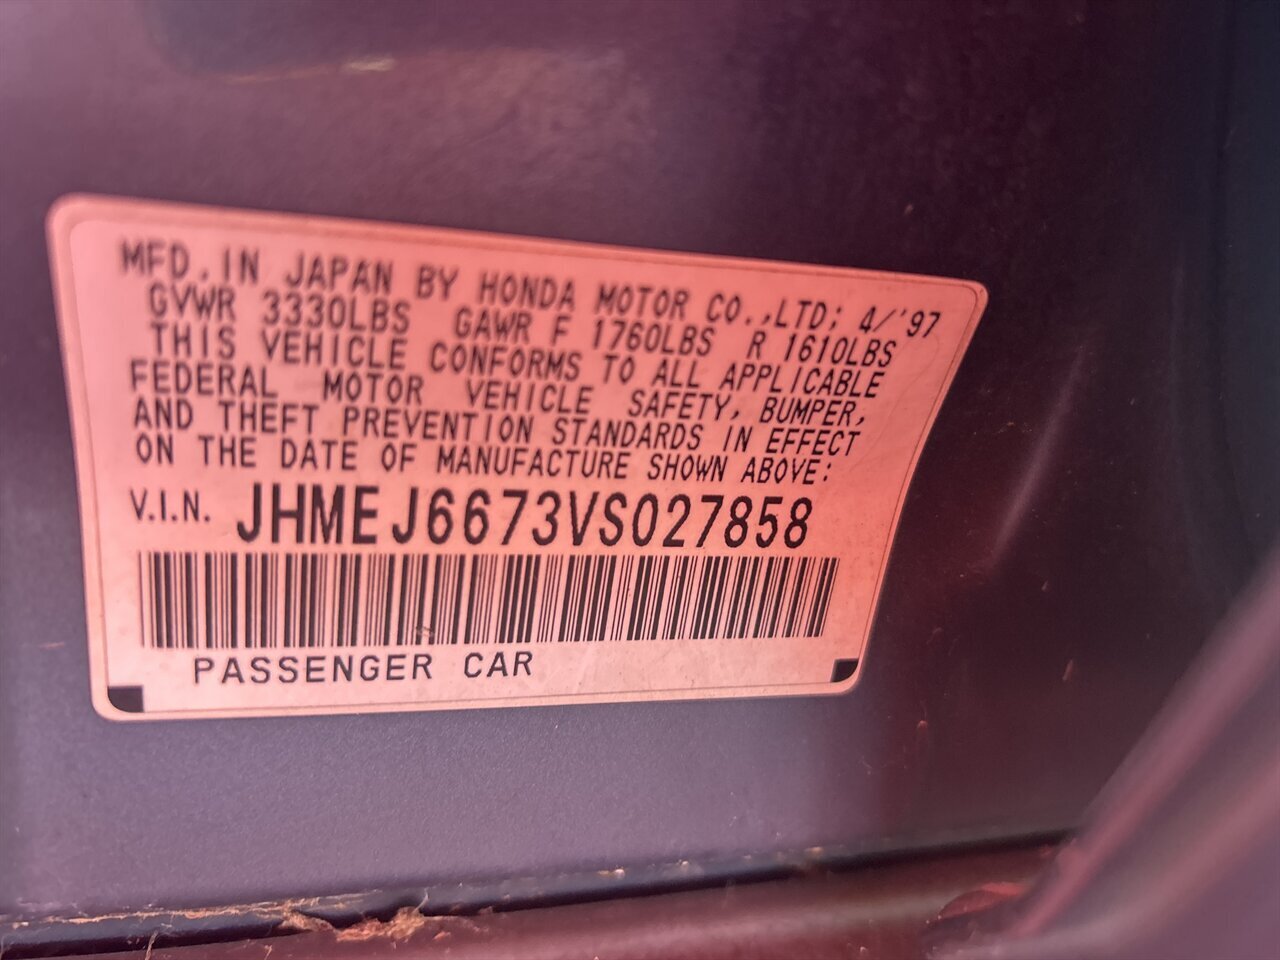 MFD. IN JAPAN BY HONDA MOTOR CO., LTD; 4/'97
GVWR 3330LBS GAWR F 1760LBS R 1610LBS
THIS VEHICLE CONFORMS TO ALL APPLICABLE
FEDERAL MOTOR VEHICLE SAFETY, BUMPER,
AND THEFT PREVENTION STANDARDS IN EFFECT
ON THE DATE OF MANUFACTURE SHOWN ABOVE:
V.I.N. JHMEJ6673VS027858
PASSENGER CAR